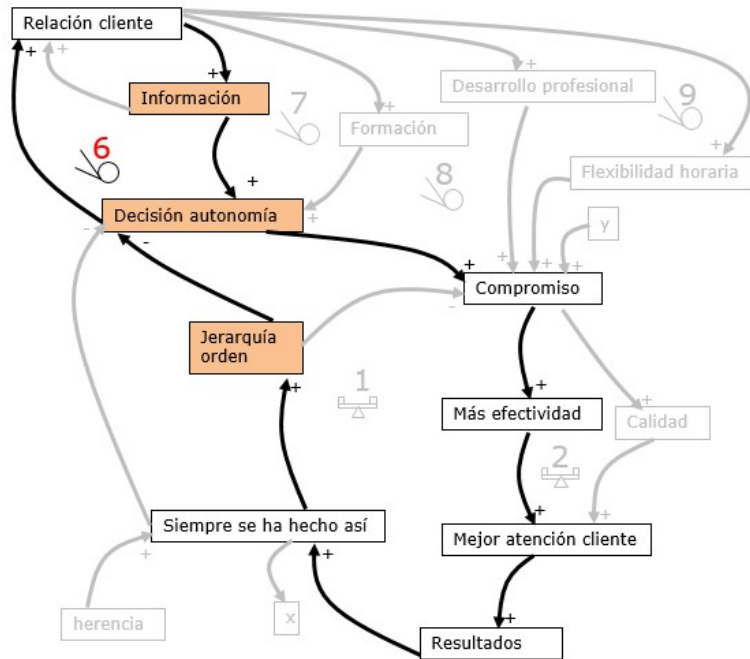 Relación cliente
+
+
+
+
+
Información
7
Desarrollo profesional
9
Formación
+
6
8
Flexibilidad horaria
+
Decisión autonomía
+
-
-
y
+
+
+
+
Compromiso
-
Jerarquía
orden
1
+
+
+
Más efectividad
Calidad
2
Siempre se ha hecho así
+
+
Mejor atención cliente
+
+
herencia
x
+
Resultados